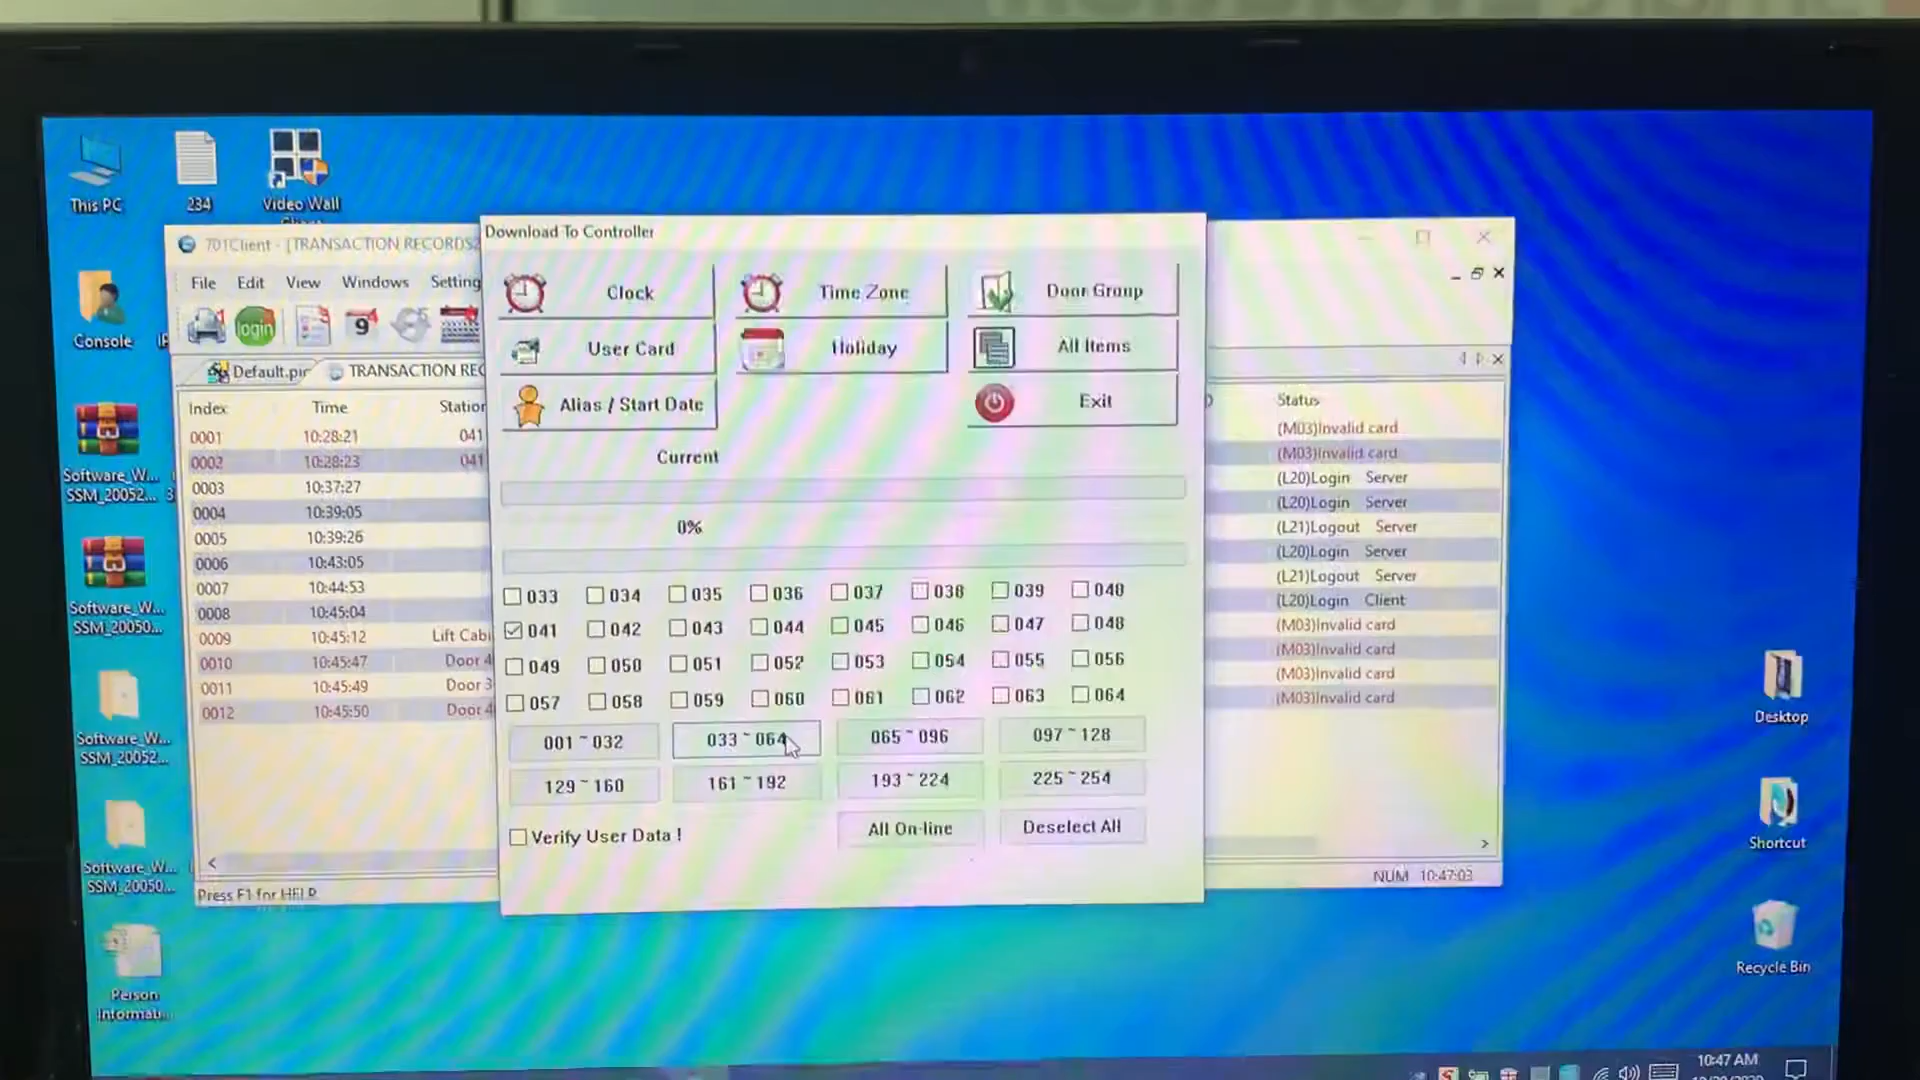 This PC
234
Video Wall
Console
Software_W...
SSM_20052...
Software_W...
SSM_20050...
Software_W...
SSM_20052...
Software_W...
SSM_20050...
Person
Informati...
701Client - [TRANSACTION RECORDS
File Edit View Windows Setting
login
9
Default.pic
TRANSACTION REC
Index Time Station
0001 10:28:21 041
0002 10:28:23 041
0003 10:37:27
0004 10:39:05
0005 10:39:26
0006 10:43:05
0007 10:44:53
0008 10:45:04
0009 10:45:12 Lift Cabi
0010 10:45:47 Door 4
0011 10:45:49 Door 3
0012 10:45:50 Door 4
Press F1 for HELP
Download To Controller
Clock Time Zone Door Group
User Card Holiday All Items
Alias / Start Date Exit
Current
0%
033 034 035 036 037 038 039 040
041 042 043 044 045 046 047 048
049 050 051 052 053 054 055 056
057 058 059 060 061 062 063 064
001 ~ 032 033 ~ 064 065 ~ 096 097 ~ 128
129 ~ 160 161 ~ 192 193 ~ 224 225 ~ 254
Verify User Data !
All On-line Deselect All
Status
(M03)Invalid card
(M03)Invalid card
(L20)Login Server
(L20)Login Server
(L21)Logout Server
(L20)Login Server
(L21)Logout Server
(L20)Login Client
(M03)Invalid card
(M03)Invalid card
(M03)Invalid card
(M03)Invalid card
NUM 10:47:03
Desktop
Shortcut
Recycle Bin
10:47 AM